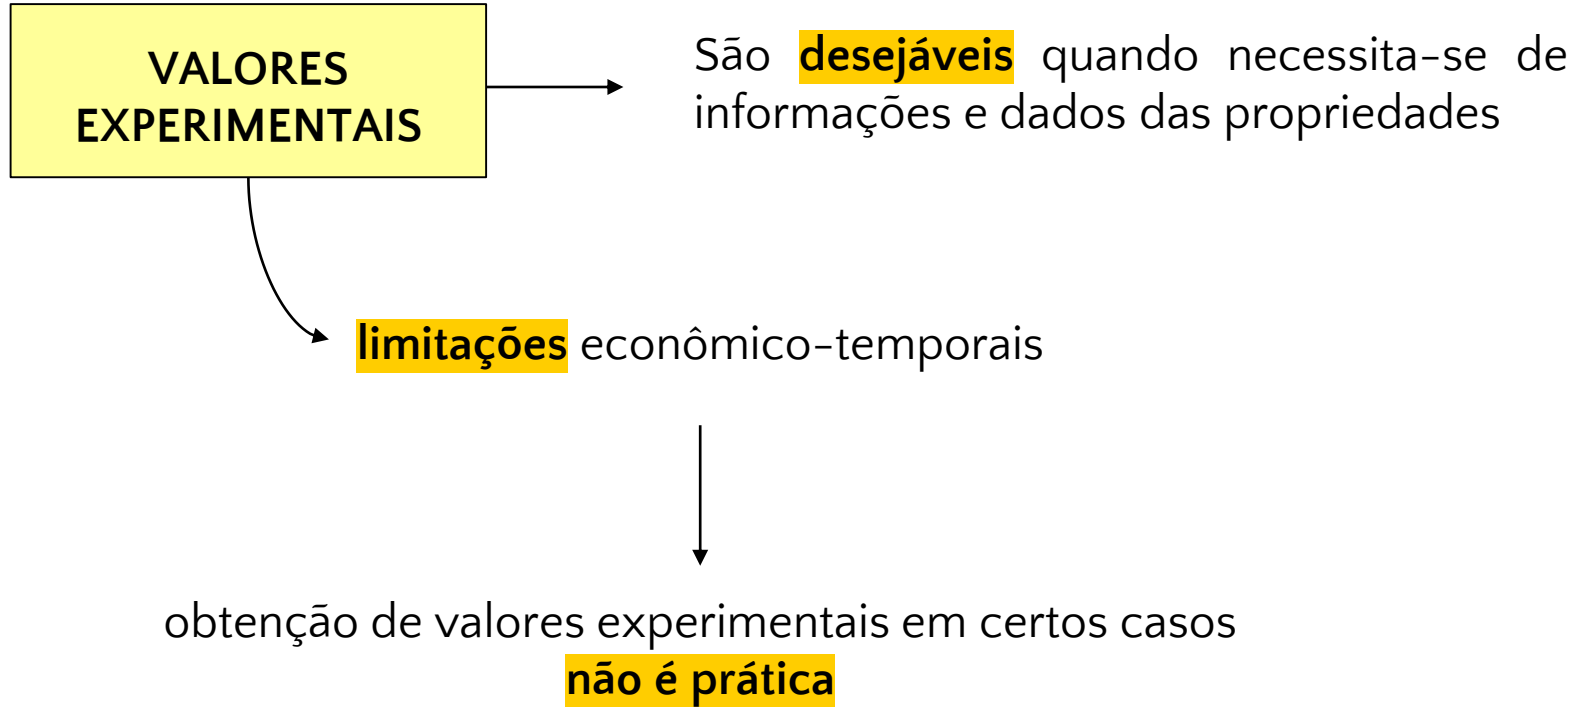 VALORES
EXPERIMENTAIS
São desejáveis quando necessita-se de
informações e dados das propriedades
limitações econômico-temporais
obtenção de valores experimentais em certos casos
não é prática